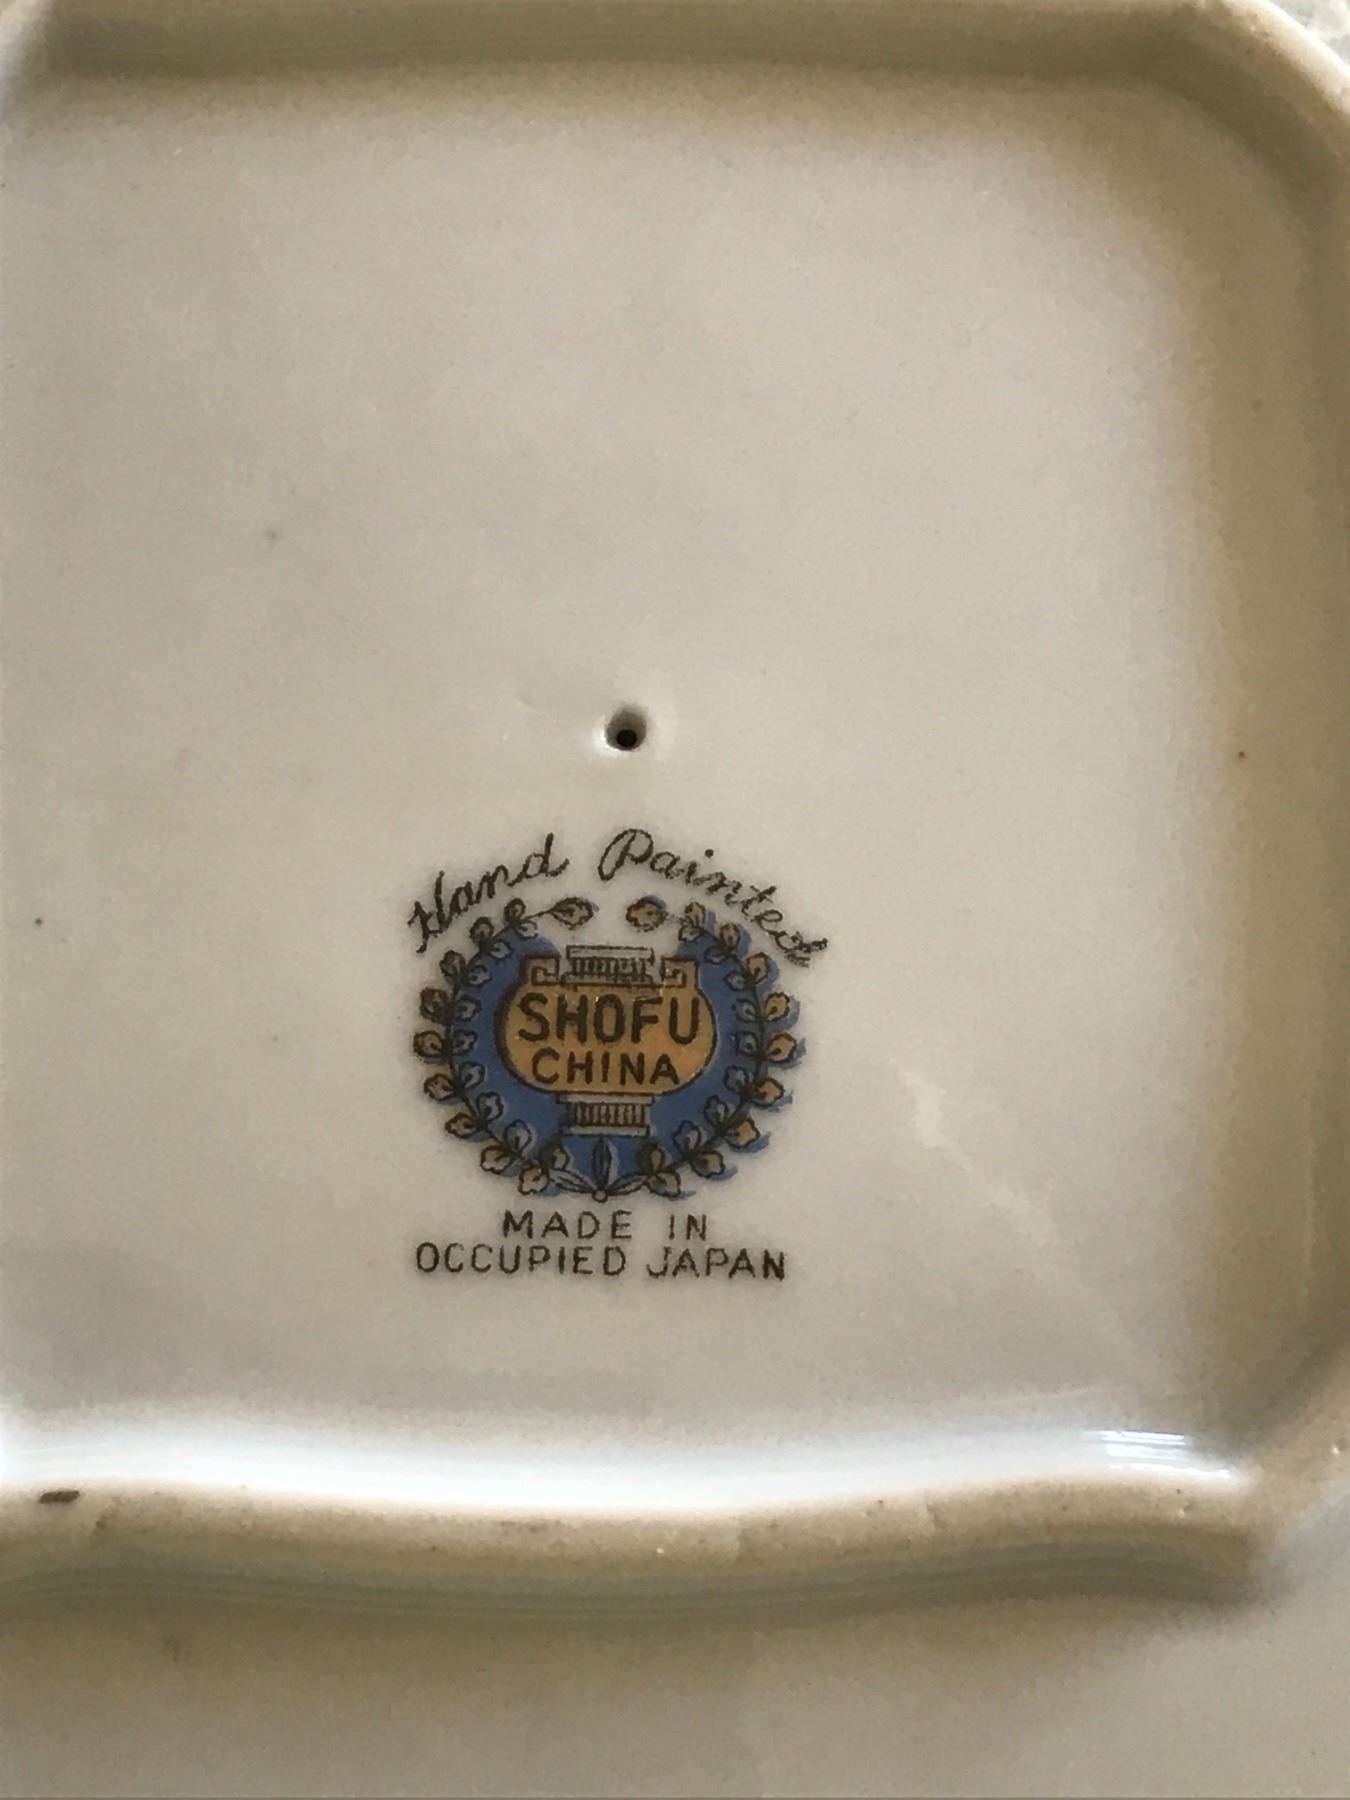 Hand Painted
SHOFU
CHINA
MADE IN
OCCUPIED JAPAN